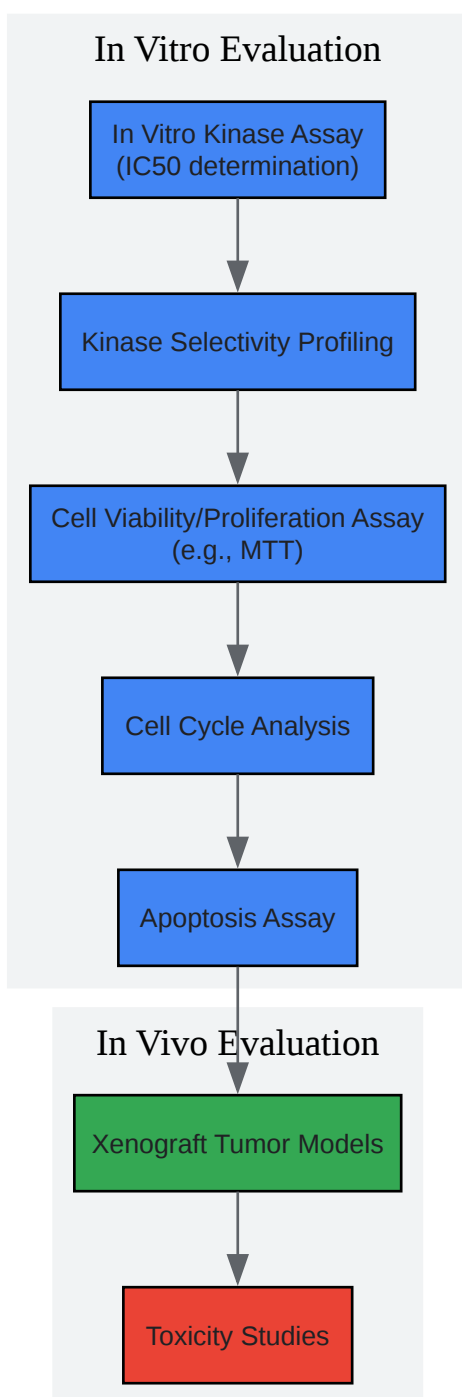 In Vitro Evaluation
In Vitro Kinase Assay
(IC50 determination)
Kinase Selectivity Profiling
Cell Viability/Proliferation Assay
(e.g., MTT)
Cell Cycle Analysis
Apoptosis Assay
In Vivo Evaluation
Xenograft Tumor Models
Toxicity Studies